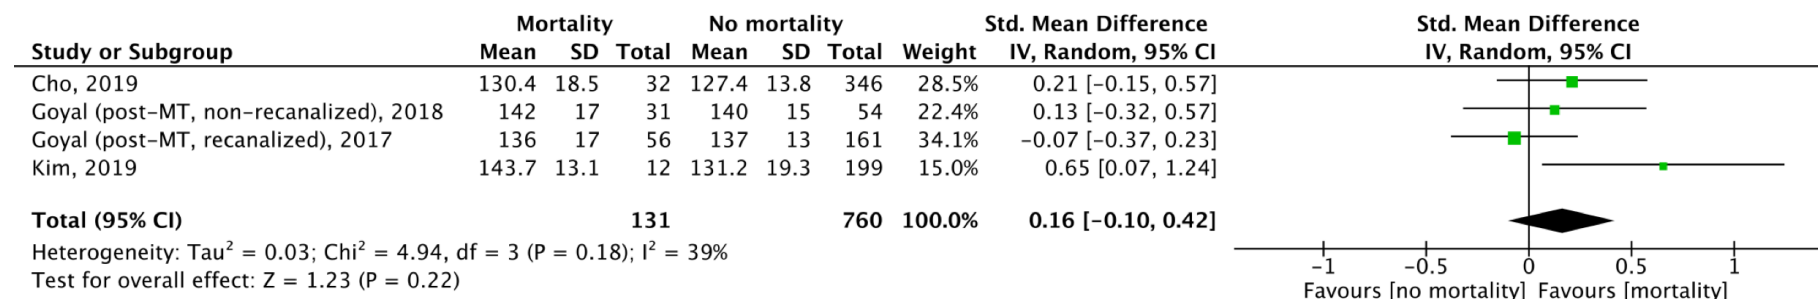 Mortality No mortality Std. Mean Difference Std. Mean Difference
Study or Subgroup Mean SD Total Mean SD Total Weight IV, Random, 95% CI IV, Random, 95% CI
Cho, 2019 130.4 18.5 32 127.4 13.8 346 28.5% 0.21 [−0.15, 0.57]
Goyal (post−MT, non−recanalized), 2018 142 17 31 140 15 54 22.4% 0.13 [−0.32, 0.57]
Goyal (post−MT, recanalized), 2017 136 17 56 137 13 161 34.1% −0.07 [−0.37, 0.23]
Kim, 2019 143.7 13.1 12 131.2 19.3 199 15.0% 0.65 [0.07, 1.24]
Total (95% CI) 131 760 100.0% 0.16 [−0.10, 0.42]
Heterogeneity: Tau² = 0.03; Chi² = 4.94, df = 3 (P = 0.18); I² = 39%
Test for overall effect: Z = 1.23 (P = 0.22)
−1 −0.5 0 0.5 1
Favours [no mortality] Favours [mortality]